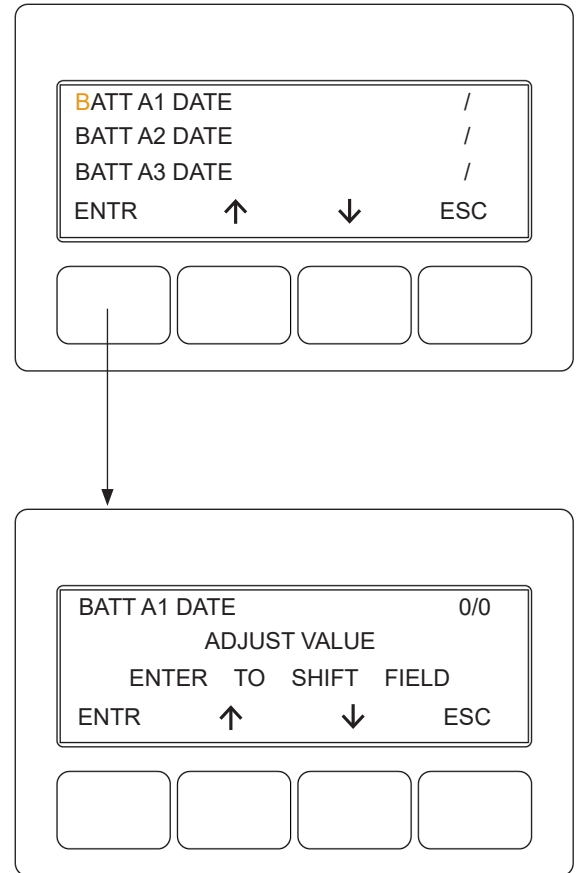 BATT A1 DATE /
BATT A2 DATE /
BATT A3 DATE /
ENTR ↑ ↓ ESC
BATT A1 DATE 0/0
ADJUST VALUE
ENTER TO SHIFT FIELD
ENTR ↑ ↓ ESC